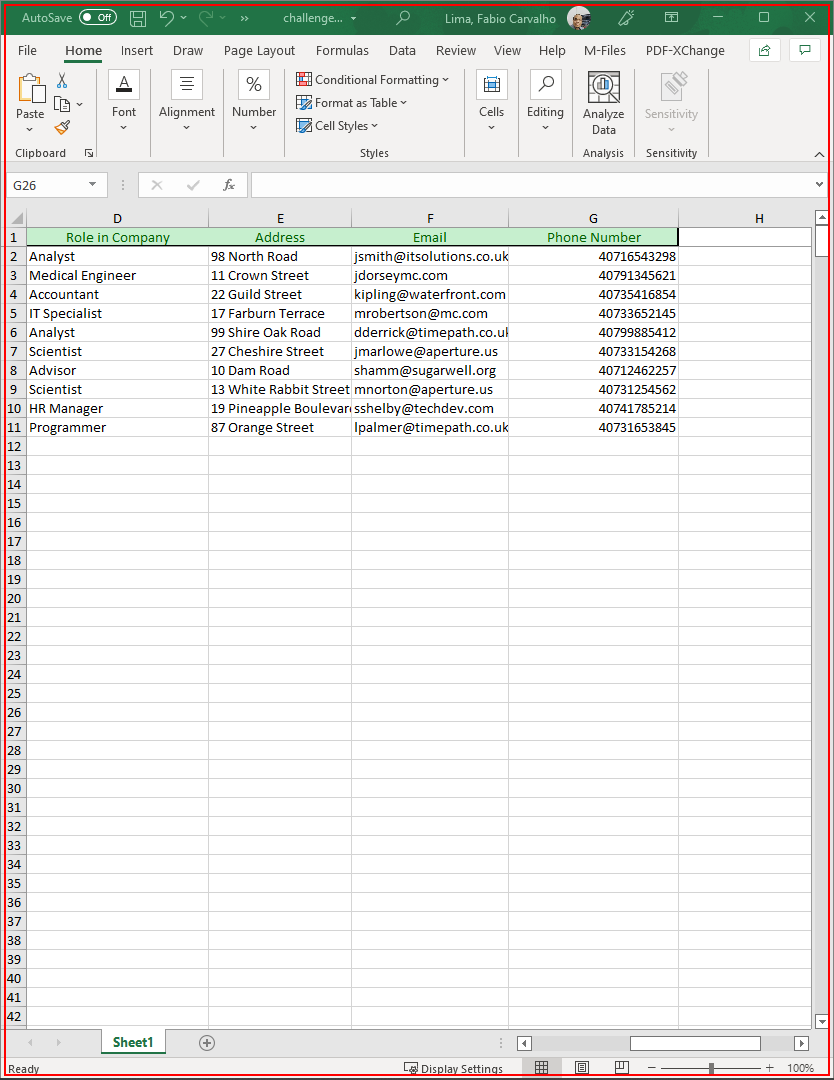 AutoSave Off challenge... Lima, Fabio Carvalho
File Home Insert Draw Page Layout Formulas Data Review View Help M-Files PDF-XChange
Paste Font Alignment % Number Conditional Formatting Format as Table Cell Styles Cells Editing Analyze Data Sensitivity
Clipboard Styles Analysis Sensitivity
G26 fx
D E F G H
1 Role in Company Address Email Phone Number
2 Analyst 98 North Road jsmith@itsolutions.co.uk 40716543298
3 Medical Engineer 11 Crown Street jdorseymc.com 40791345621
4 Accountant 22 Guild Street kipling@waterfront.com 40735416854
5 IT Specialist 17 Farburn Terrace mrobertson@mc.com 40733652145
6 Analyst 99 Shire Oak Road dderrick@timepath.co.uk 40799885412
7 Scientist 27 Cheshire Street jmarlowe@aperture.us 40733154268
8 Advisor 10 Dam Road shamm@sugarwell.org 40712462257
9 Scientist 13 White Rabbit Street mnorton@aperture.us 40731254562
10 HR Manager 19 Pineapple Boulevar sshelby@techdev.com 40741785214
11 Programmer 87 Orange Street lpalmer@timepath.co.uk 40731653845
12
13
14
15
16
17
18
19
20
21
22
23
24
25
26
27
28
29
30
31
32
33
34
35
36
37
38
39
40
41
42
Sheet1
Ready Display Settings 100%